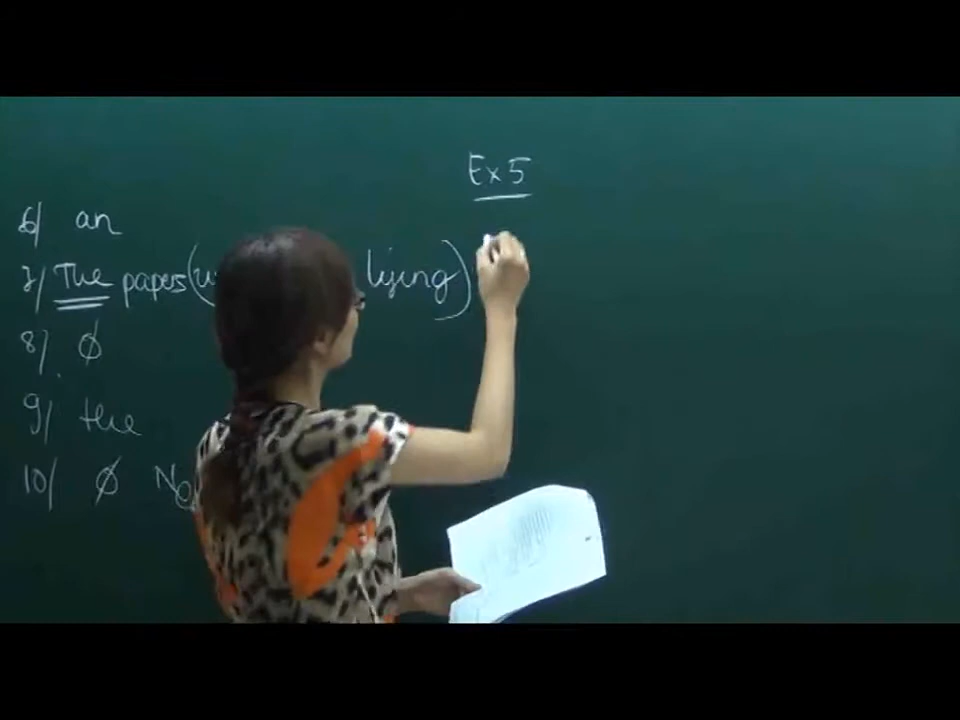 6/ an
7/ The papers ( lying)
8/ ∅
9/ the
10/ ∅ No
Ex 5